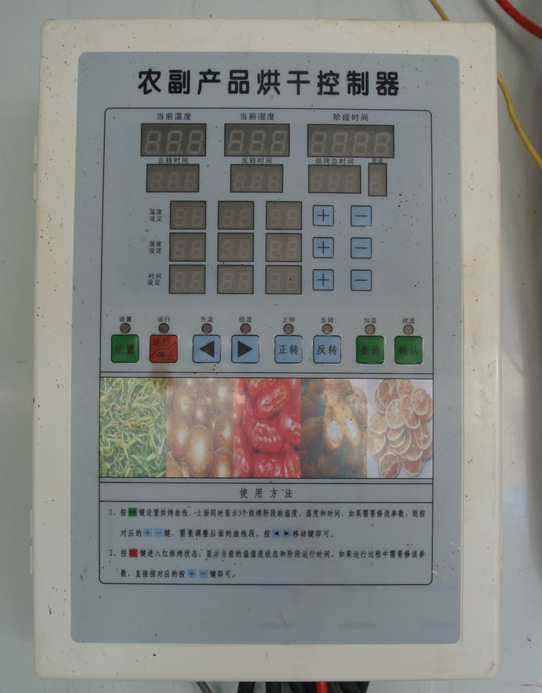 农副产品烘干控制器
当前温度 当前湿度 阶段时间
正转时间 反转时间 烘烤总时间
温度设定
+ −
湿度设定
+ −
时间设定
+ −
设置 运行 升温 稳温 正转 反转 加湿 排湿
设置 运行/停止 ◀ ▶ 正转 反转 查询 确认
使用方法
1、按 键设置烘烤曲线，上面同时显示3个烘烤阶段的温度、湿度和时间，如果需要修改参数，则按
对应的 + − 键，需要调整后面的曲线段，按 ◀ ▶ 移动键即可。
2、按 键进入烘烤状态，显示当前的温湿度状态和阶段运行时间，如果运行过程中需要修该参
数，直接按对应的按 + − 键即可。